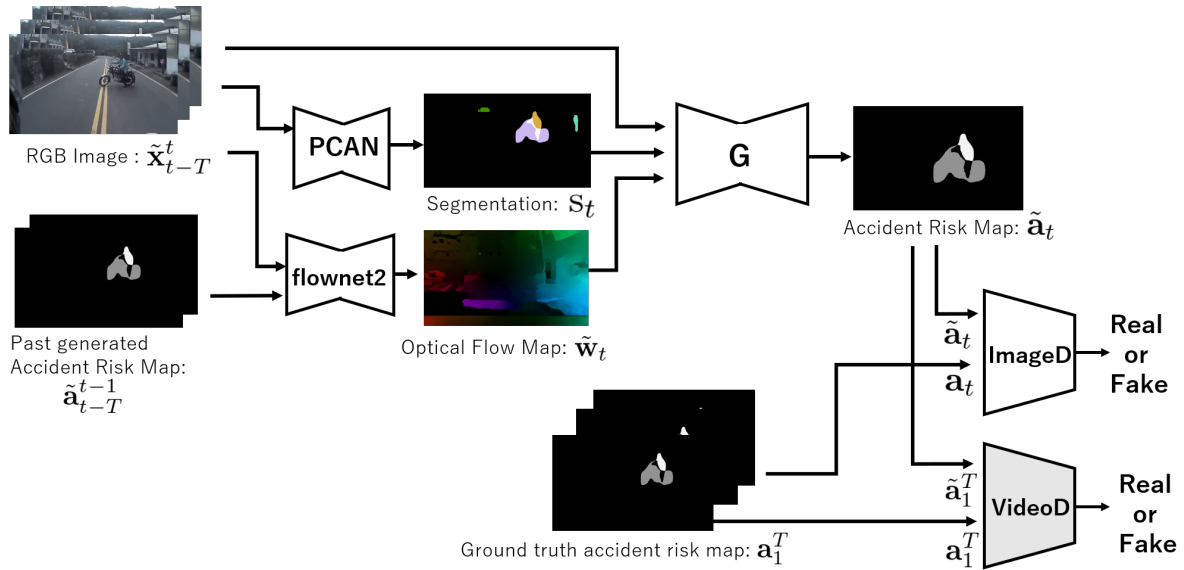 PCAN
G
RGB Image : x̃ᵗₜ₋T
Segmentation: sₜ
Accident Risk Map: ãₜ
flownet2
Past generated
Accident Risk Map:
ãᵗ⁻¹ₜ₋T
Optical Flow Map: w̃ₜ
ãₜ
aₜ
ImageD
Real
or
Fake
ã₁ᵀ
a₁ᵀ
VideoD
Real
or
Fake
Ground truth accident risk map: a₁ᵀ